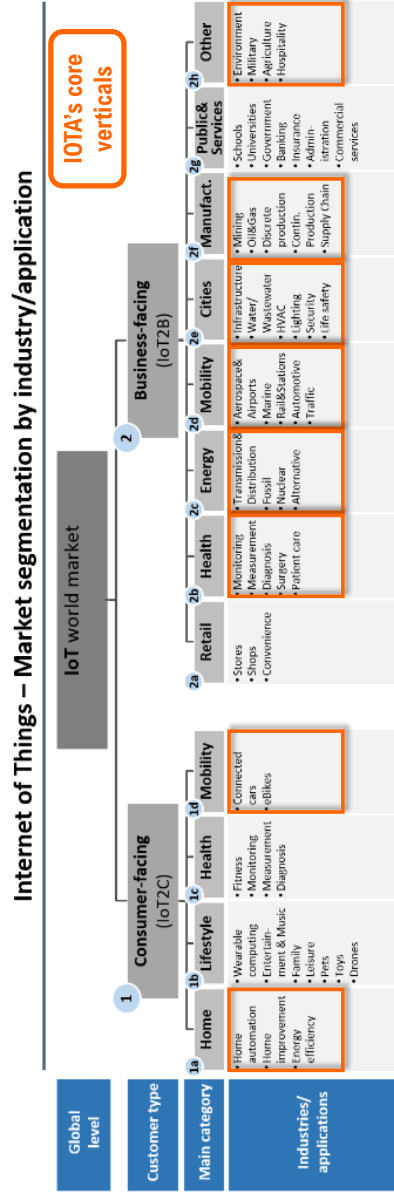 Internet of Things – Market segmentation by industry/application
IOTA's core
verticals
Global
level
IoT world market
Customer type
1
Consumer-facing
(IoT2C)
2
Business-facing
(IoT2B)
Main category
1a
Home
1b
Lifestyle
1c
Health
1d
Mobility
2a
Retail
2b
Health
2c
Energy
2d
Mobility
2e
Cities
2f
Manufact.
2g
Public&
Services
2h
Other
Industries/
applications
• Home
automation
• Home
improvement
• Energy
efficiency
• Wearable
computing
• Entertain-
ment & Music
• Family
• Leisure
• Pets
• Toys
• Drones
• Fitness
• Monitoring
• Measurement
• Diagnosis
• Connected
cars
• eBikes
• Stores
• Shops
• Convenience
• Monitoring
• Measurement
• Diagnosis
• Surgery
• Patient care
• Transmission&
Distribution
• Fossil
• Nuclear
• Alternative
• Aerospace&
Airports
• Marine
• Rail&Stations
• Automotive
• Traffic
• Infrastructure
• Water/
Wastewater
• HVAC
• Lighting
• Security
• Life safety
• Mining
• Oil&Gas
• Discrete
production
• Contin.
Production
• Supply Chain
• Schools
• Universities
• Government
• Banking
• Insurance
• Admin-
istration
• Commercial
services
• Environment
• Military
• Agriculture
• Hospitality